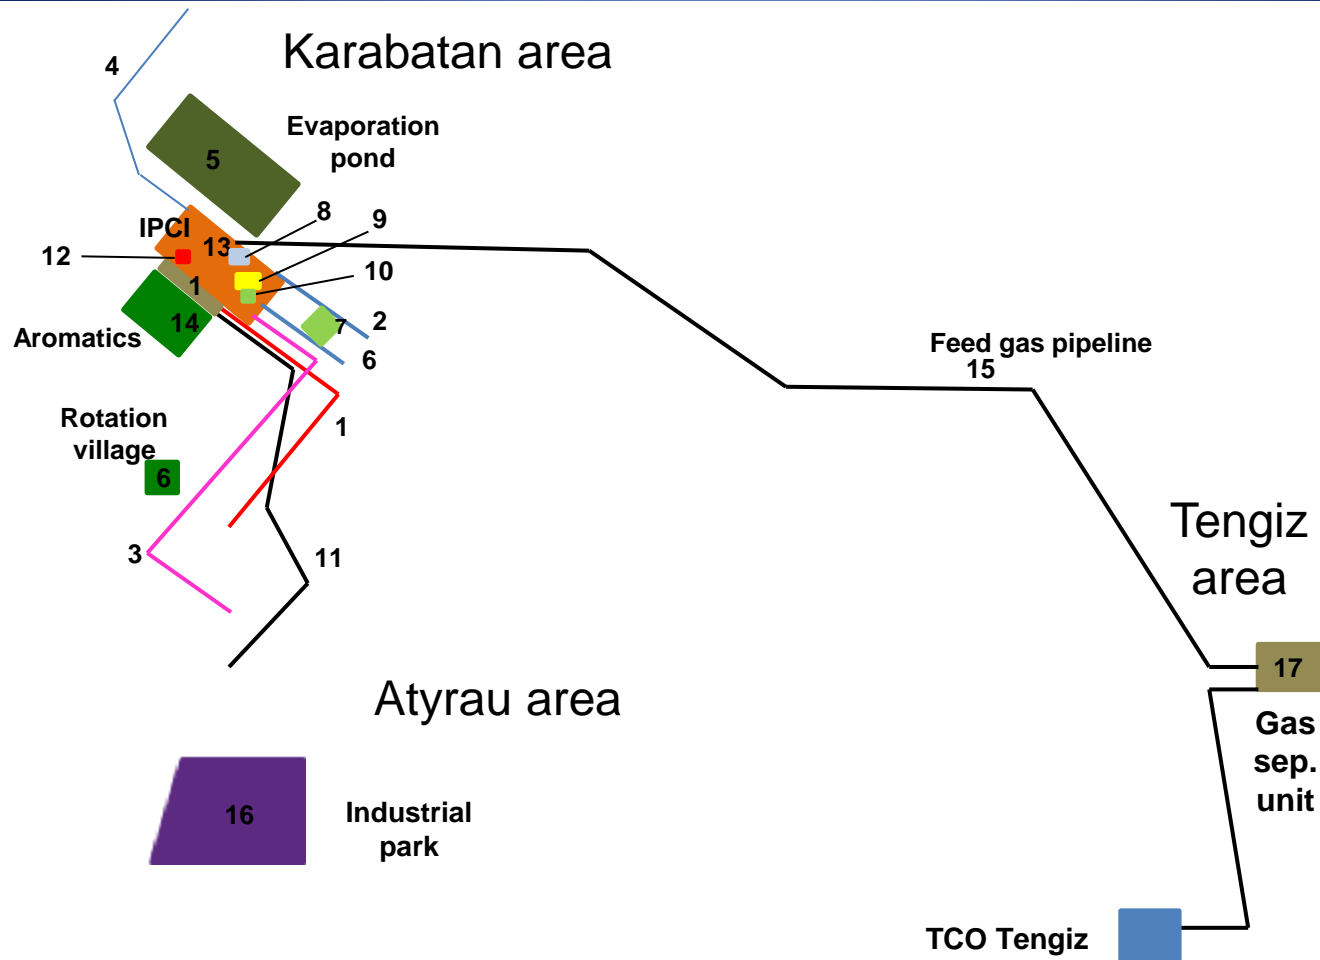 Karabatan area
4
Evaporation
pond
5
8
9
IPCI
13
12
10
1
14
7
2
Aromatics
6
Feed gas pipeline
15
1
Rotation
village
6
3
11
Tengiz
area
17
Atyrau area
Gas
sep.
unit
16
Industrial
park
TCO Tengiz